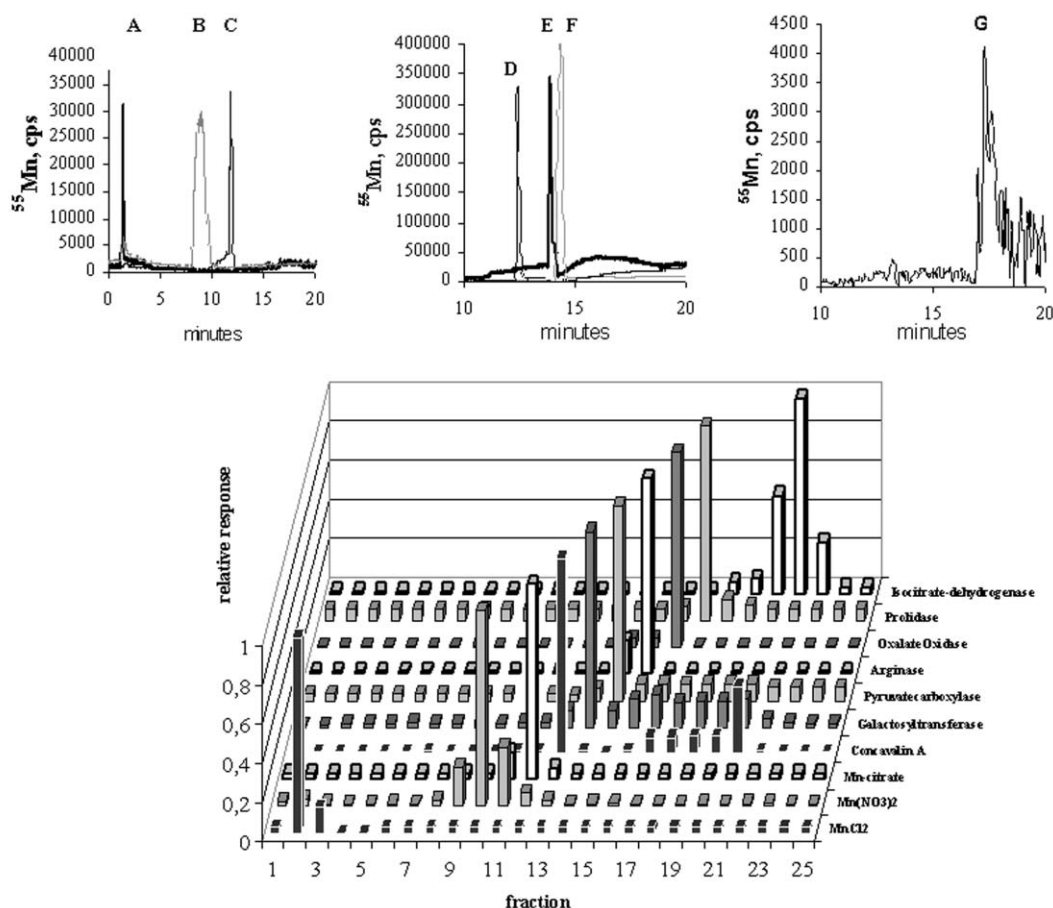 A B C
40000
35000
30000
25000
20000
15000
10000
5000
0
⁵⁵Mn, cps
0 5 10 15 20
minutes
D E F
400000
350000
300000
250000
200000
150000
100000
50000
0
⁵⁵Mn, cps
10 15 20
minutes
G
4500
4000
3500
3000
2500
2000
1500
1000
500
0
⁵⁵Mn, cps
10 15 20
minutes
relative response
1
0,8
0,6
0,4
0,2
0
Isocitrate-dehydrogenase
Prolidase
Oxalate Oxidase
Arginase
Pyruvatecarboxylase
Galactosyltransferase
Concavalin A
Mn-citrate
Mn(NO3)2
MnCl2
1 3 5 7 9 11 13 15 17 19 21 23 25
fraction